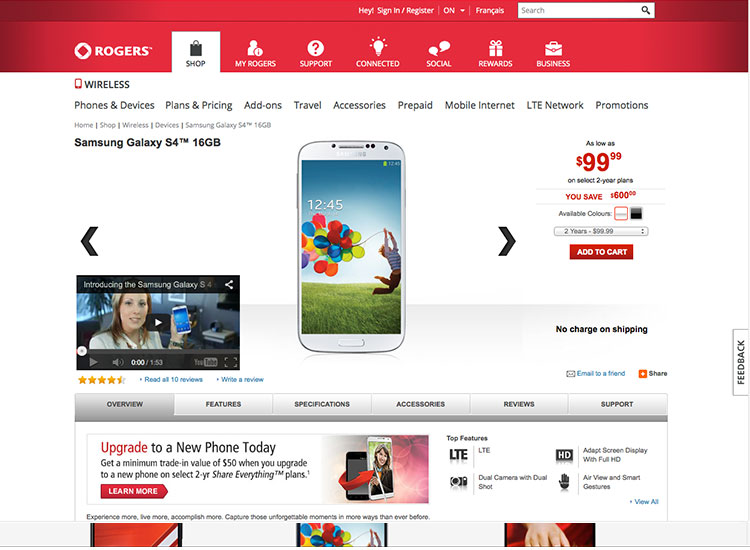 Hey! Sign In / Register | ON | Français
Search
ROGERS™
SHOP
MY ROGERS
SUPPORT
CONNECTED
SOCIAL
REWARDS
BUSINESS
WIRELESS
Phones & Devices Plans & Pricing Add-ons Travel Accessories Prepaid Mobile Internet LTE Network Promotions
Home | Shop | Wireless | Devices | Samsung Galaxy S4™ 16GB
Samsung Galaxy S4™ 16GB
SAMSUNG
12:45
12:45
As low as
$99.99
on select 2-year plans
YOU SAVE $600.00
Available Colours:
2 Years - $99.99
ADD TO CART
Introducing the Samsung Galaxy S 4
0:00 / 1:53
YouTube
No charge on shipping
Read all 10 reviews
Write a review
Email to a friend
Share
FEEDBACK
OVERVIEW
FEATURES
SPECIFICATIONS
ACCESSORIES
REVIEWS
SUPPORT
Upgrade to a New Phone Today
Get a minimum trade-in value of $50 when you upgrade
to a new phone on select 2-yr Share Everything™ plans.¹
LEARN MORE
Top Features
LTE
LTE
HD
Adapt Screen Display
With Full HD
Dual Camera with Dual
Shot
Air View and Smart
Gestures
View All
Experience more, live more, accomplish more. Capture those unforgettable moments in more ways than ever before.